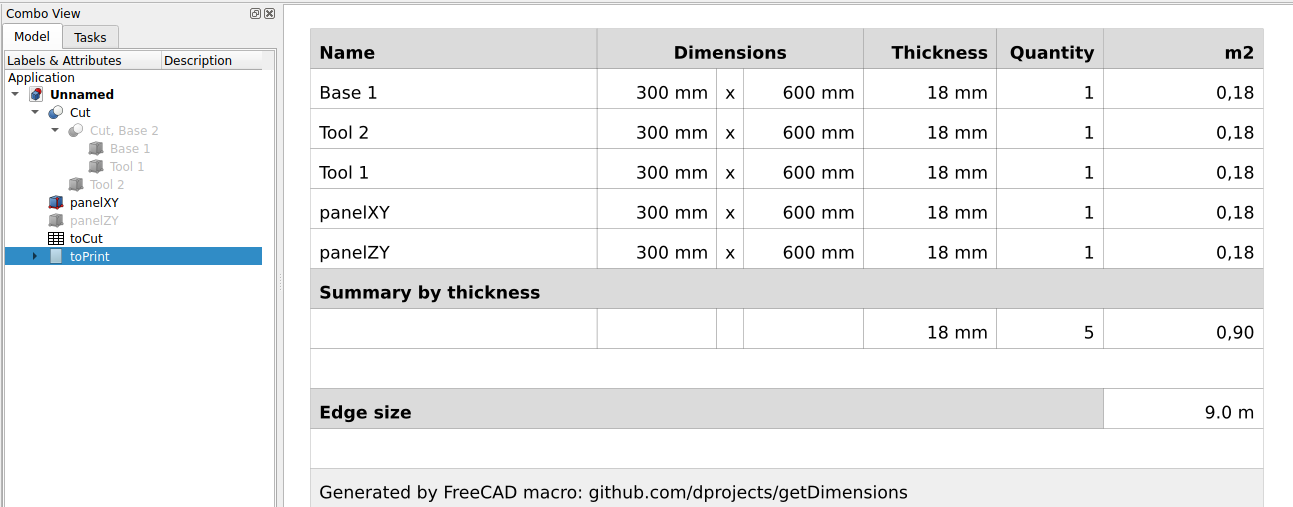 Combo View
Model Tasks
Labels & Attributes Description
Application
Unnamed
Cut
Cut, Base 2
Base 1
Tool 1
Tool 2
panelXY
panelZY
toCut
toPrint
Name Dimensions Thickness Quantity m2
Base 1 300 mm x 600 mm 18 mm 1 0,18
Tool 2 300 mm x 600 mm 18 mm 1 0,18
Tool 1 300 mm x 600 mm 18 mm 1 0,18
panelXY 300 mm x 600 mm 18 mm 1 0,18
panelZY 300 mm x 600 mm 18 mm 1 0,18
Summary by thickness
18 mm 5 0,90
Edge size 9.0 m
Generated by FreeCAD macro: github.com/dprojects/getDimensions